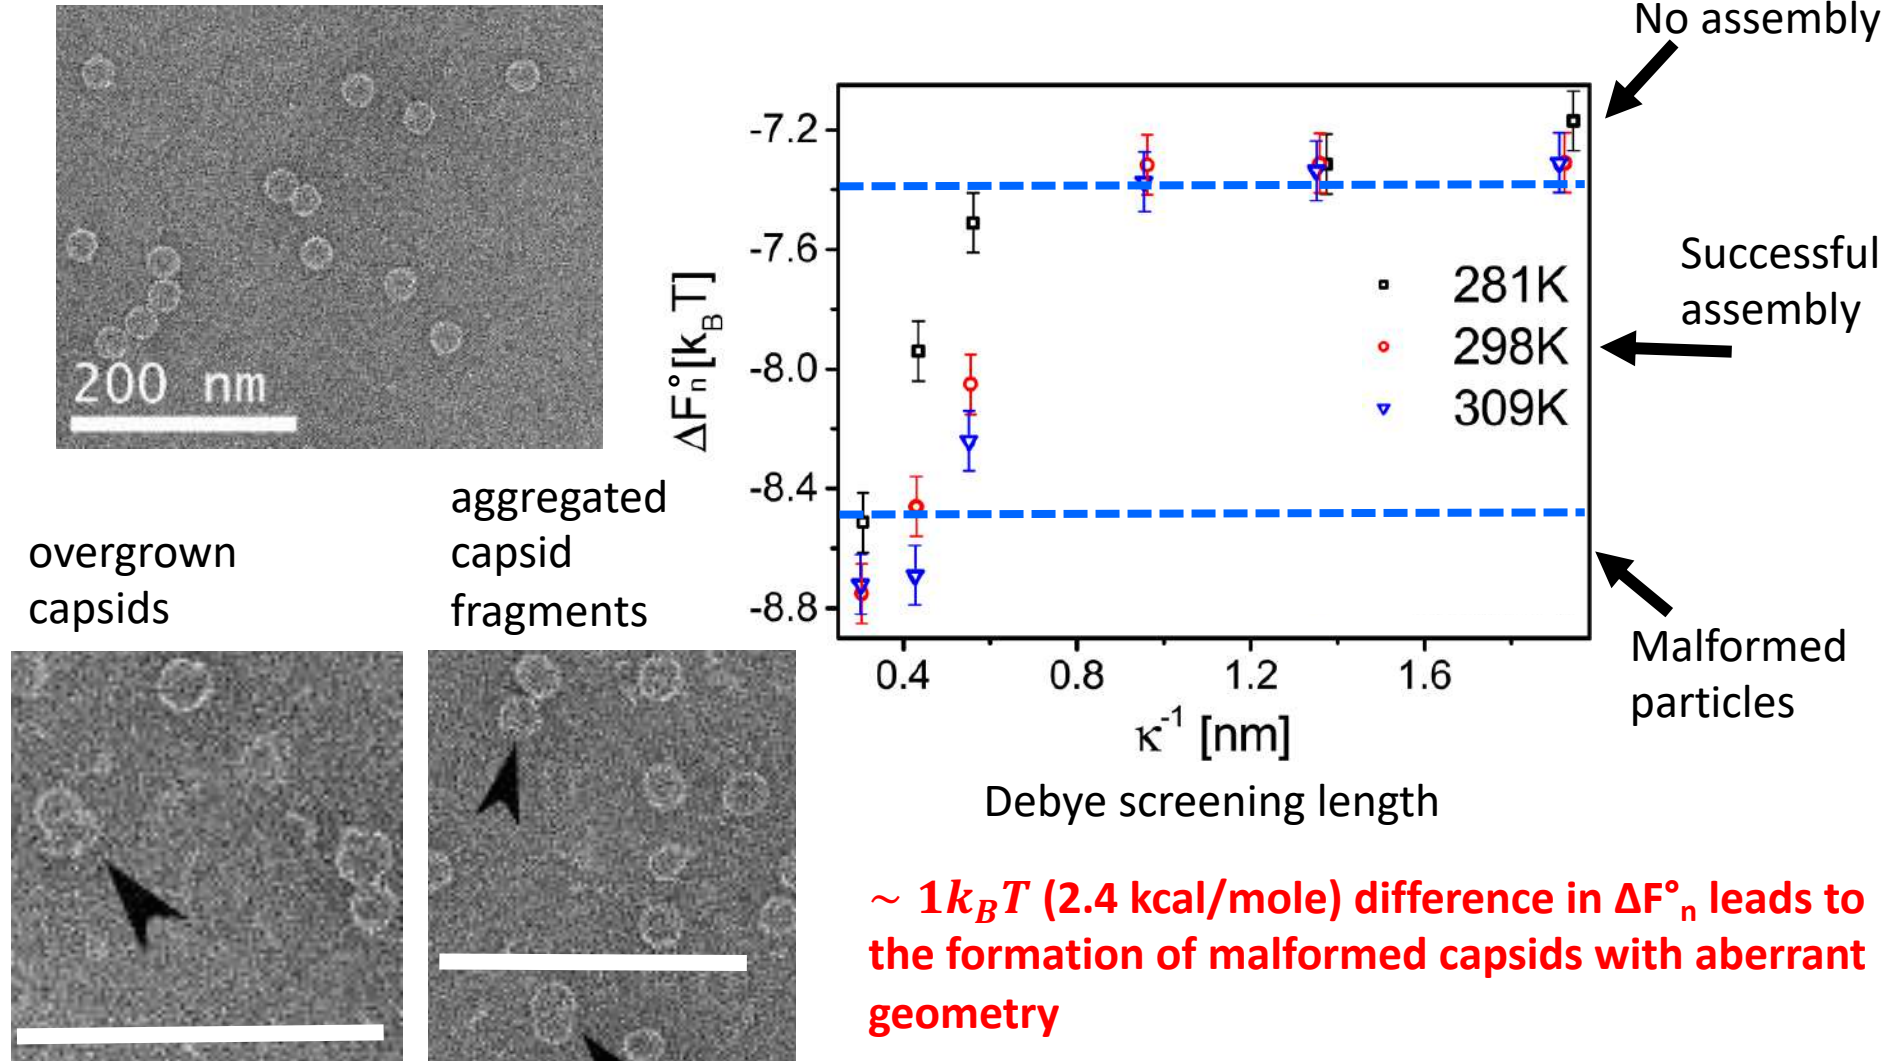 200 nm
overgrown
capsids
aggregated
capsid
fragments
ΔF°n[kBT]
-7.2
-7.6
-8.0
-8.4
-8.8
0.4
0.8
1.2
1.6
κ-1 [nm]
281K
298K
309K
No assembly
Successful
assembly
Malformed
particles
Debye screening length
~ 1kBT (2.4 kcal/mole) difference in ΔF°n leads to
the formation of malformed capsids with aberrant
geometry